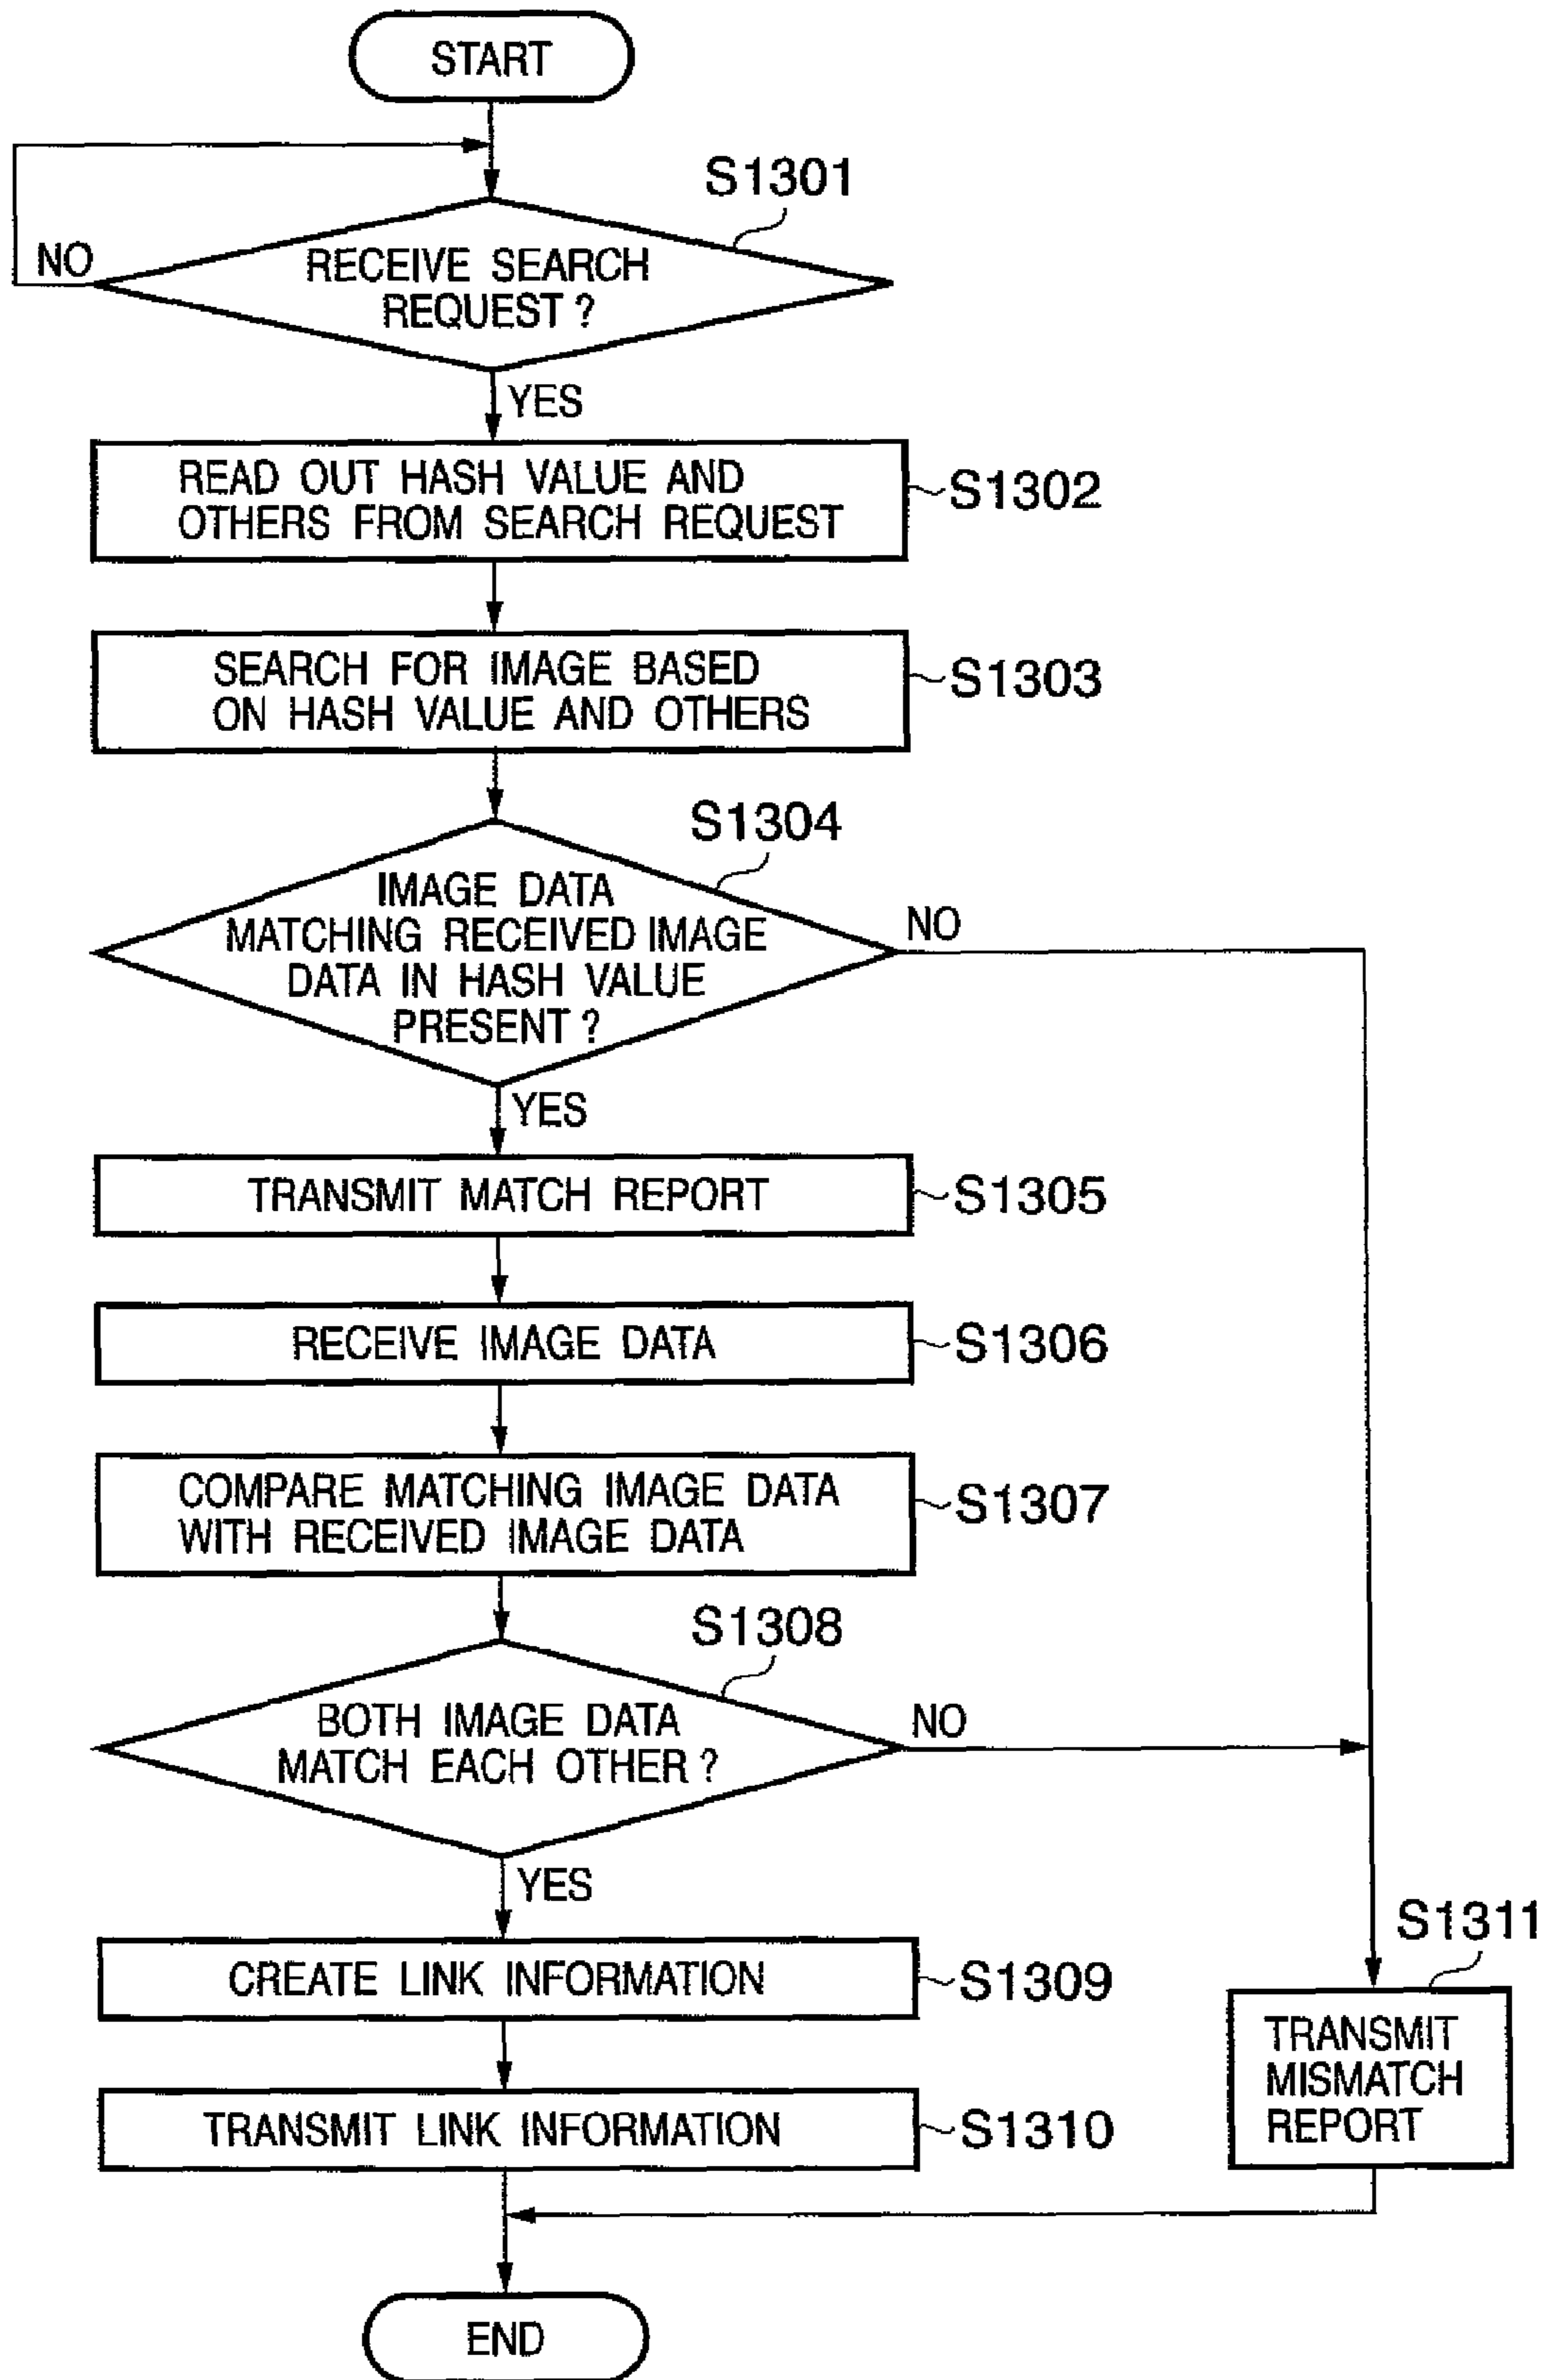 START
S1301
NO
RECEIVE SEARCH
REQUEST ?
YES
READ OUT HASH VALUE AND
OTHERS FROM SEARCH REQUEST
S1302
SEARCH FOR IMAGE BASED
ON HASH VALUE AND OTHERS
S1303
S1304
IMAGE DATA
MATCHING RECEIVED IMAGE
DATA IN HASH VALUE
PRESENT ?
NO
YES
TRANSMIT MATCH REPORT
S1305
RECEIVE IMAGE DATA
S1306
COMPARE MATCHING IMAGE DATA
WITH RECEIVED IMAGE DATA
S1307
S1308
BOTH IMAGE DATA
MATCH EACH OTHER ?
NO
YES
CREATE LINK INFORMATION
S1309
S1311
TRANSMIT
MISMATCH
REPORT
TRANSMIT LINK INFORMATION
S1310
END